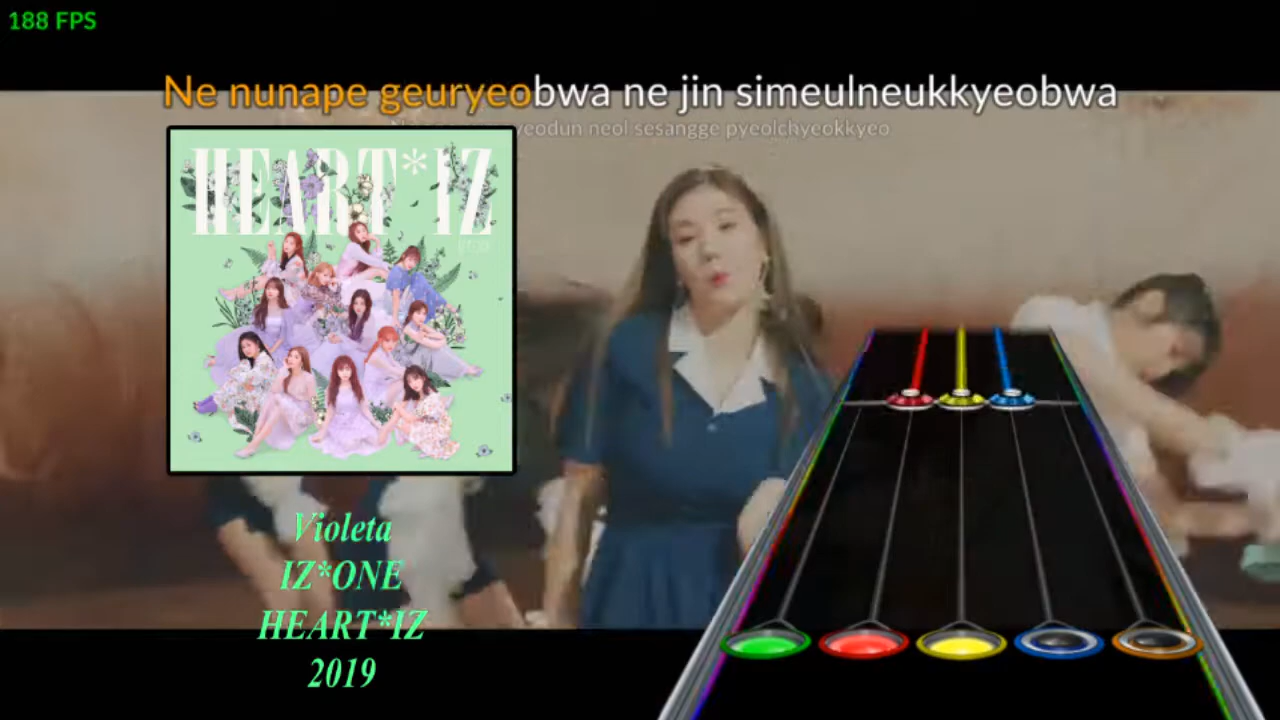 188 FPS
Ne nunape geuryeobwa ne jin simeulneukkyeobwa
neol sesangge pyeolchyeokkyeo
HEART*IZ
Violeta
IZ*ONE
HEART*IZ
2019